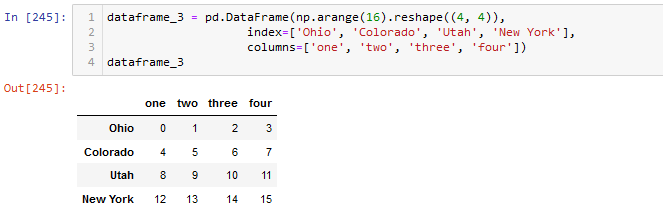 In [245]:
1 dataframe_3 = pd.DataFrame(np.arange(16).reshape((4, 4)),
2 index=['Ohio', 'Colorado', 'Utah', 'New York'],
3 columns=['one', 'two', 'three', 'four'])
4 dataframe_3
Out[245]:
one two three four
Ohio 0 1 2 3
Colorado 4 5 6 7
Utah 8 9 10 11
New York 12 13 14 15